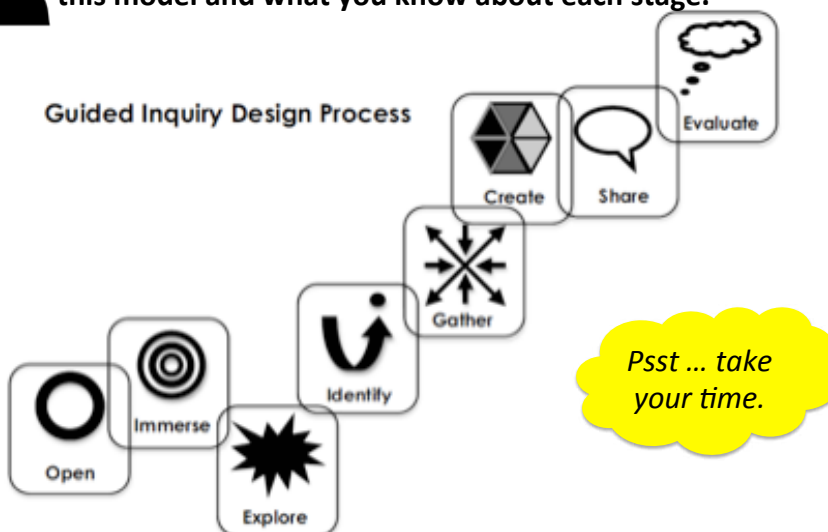 this model and what you know about each stage.
Guided Inquiry Design Process
Evaluate
Create
Share
Gather
Identify
Immerse
Open
Explore
Psst ... take
your time.